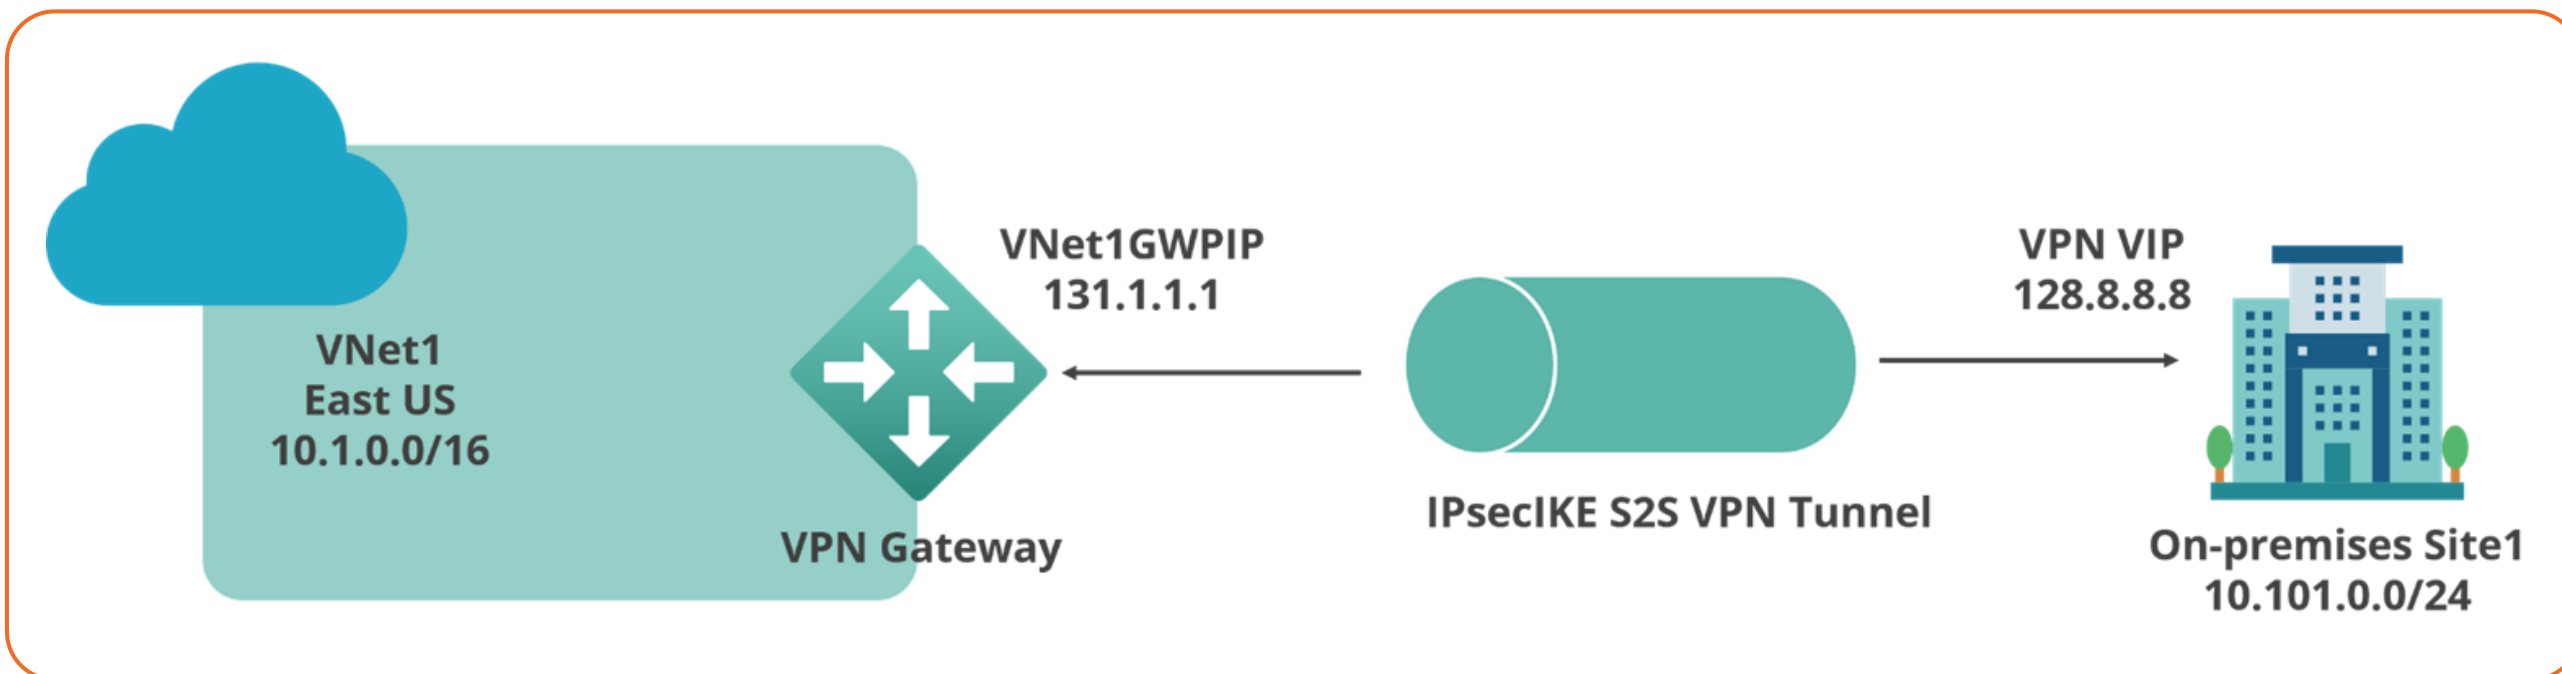 VNet1
East US
10.1.0.0/16
VPN Gateway
VNet1GWPIP
131.1.1.1
IPsecIKE S2S VPN Tunnel
VPN VIP
128.8.8.8
On-premises Site1
10.101.0.0/24